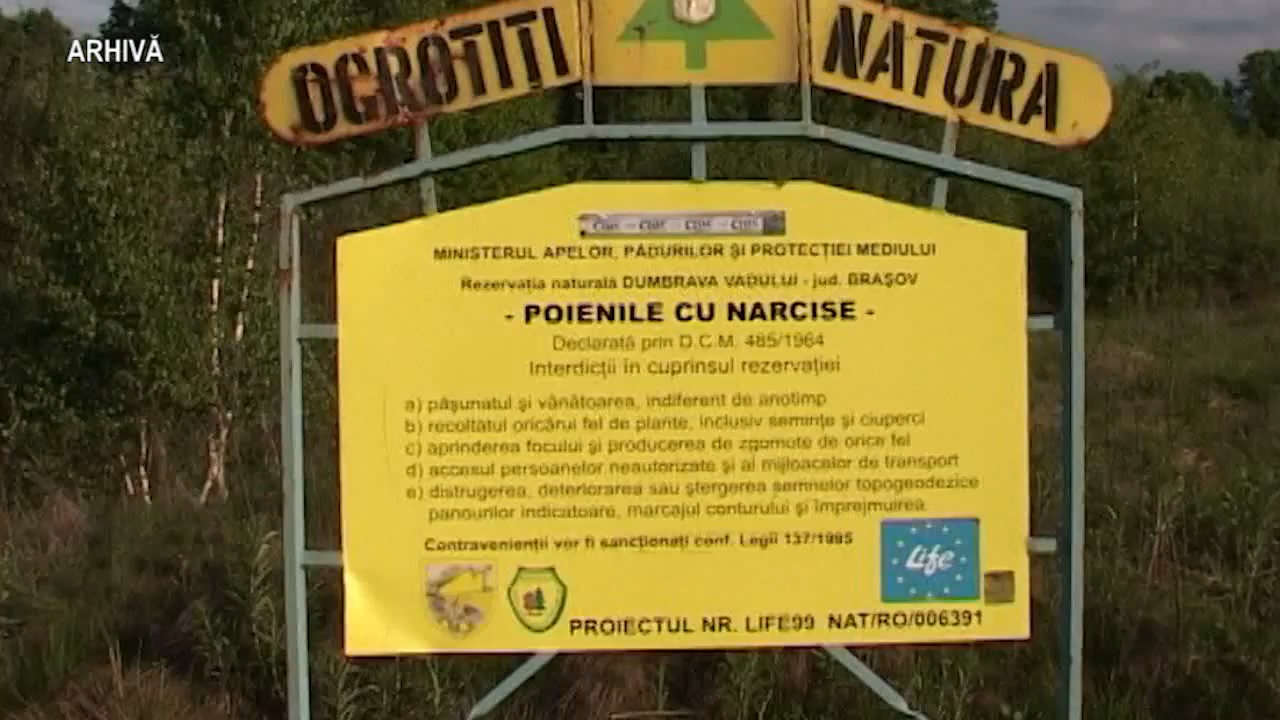 ARHIVĂ
OGROTIȚI NATURA
MINISTERUL APELOR, PĂDURILOR ȘI PROTECȚIEI MEDIULUI
Rezervația naturală DUMBRAVA VADULUI - jud. BRAȘOV
- POIENILE CU NARCISE -
Declarată prin D.C.M. 485/1964
Interdicții în cuprinsul rezervației
a) pășunatul și vânătoarea, indiferent de anotimp
b) recoltatul oricărui fel de plante, inclusiv semințe și ciuperci
c) aprinderea focului și producerea de zgomote de orice fel
d) accesul persoanelor neautorizate și al mijloacelor de transport
e) distrugerea, deteriorarea sau ștergerea semnelor topogeodezice
panourilor indicatoare, marcajul conturului și împrejmuirea
Contravenienții vor fi sancționați conf. Legii 137/1995
Life
PROIECTUL NR. LIFE99 NAT/RO/006391